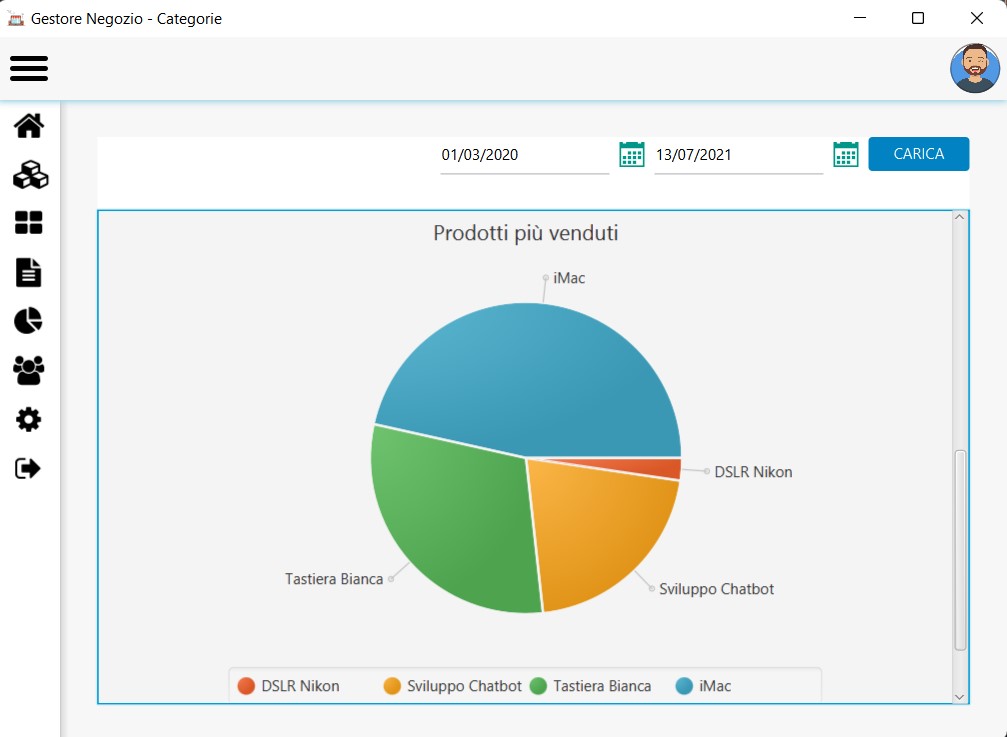 Gestore Negozio - Categorie
01/03/2020
13/07/2021
CARICA
Prodotti più venduti
iMac
DSLR Nikon
Tastiera Bianca
Sviluppo Chatbot
DSLR Nikon
Sviluppo Chatbot
Tastiera Bianca
iMac